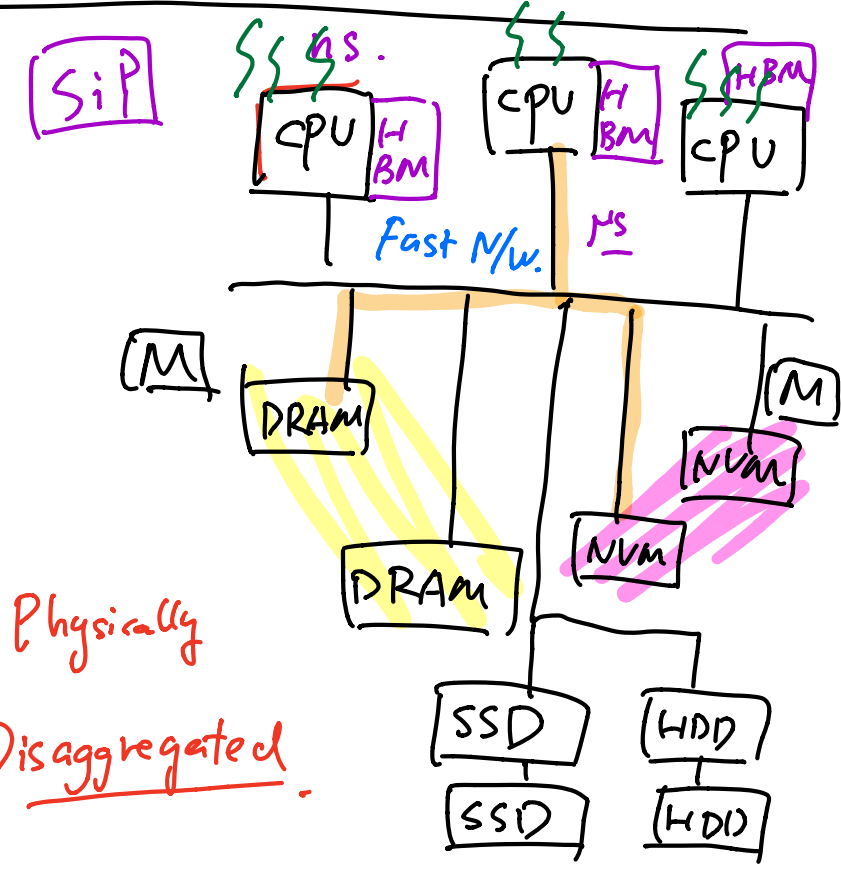 SiP
ns.
CPU
H
BM
CPU
H
BM
HBM
CPU
Fast N/W.
μs
M
DRAM
M
NVM
DRAM
NVM
Physically
Disaggregated.
SSD
HDD
SSD
HDD